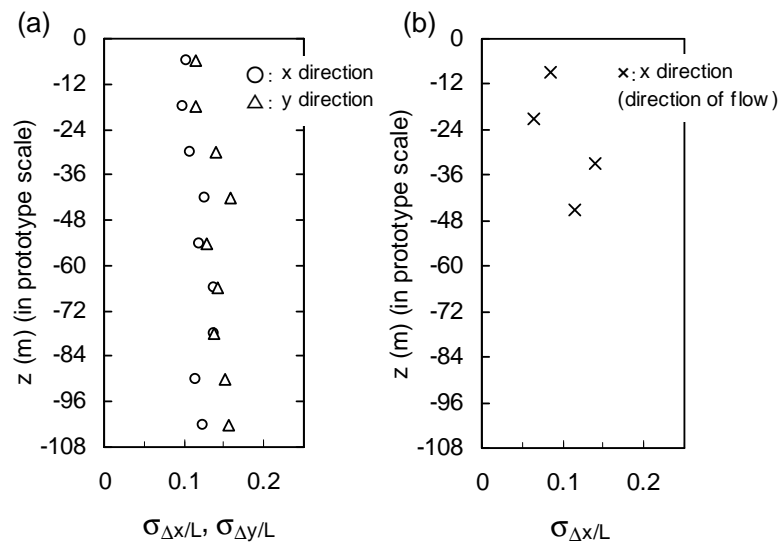 (a)
z (m) (in prototype scale)
0
-12
-24
-36
-48
-60
-72
-84
-96
-108
○: x direction
△: y direction
0 0.1 0.2
σΔx/L, σΔy/L
(b)
z (m) (in prototype scale)
0
-12
-24
-36
-48
-60
-72
-84
-96
-108
×: x direction
(direction of flow)
0 0.1 0.2
σΔx/L